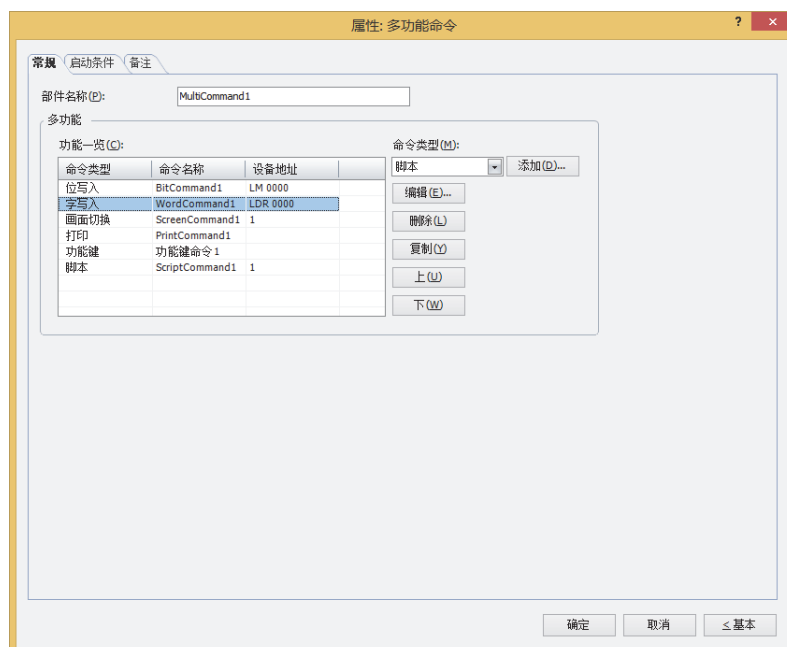 属性: 多功能命令 ? ×
常规 启动条件 备注
部件名称(P): MultiCommand1
多功能
功能一览(C): 命令类型(M):
脚本 添加(D)...
命令类型 命令名称 设备地址
位写入 BitCommand1 LM 0000
字写入 WordCommand1 LDR 0000
画面切换 ScreenCommand1 1
打印 PrintCommand1
功能键 功能键命令1
脚本 ScriptCommand1 1
编辑(E)...
删除(L)
复制(Y)
上(U)
下(W)
确定 取消 ≤基本